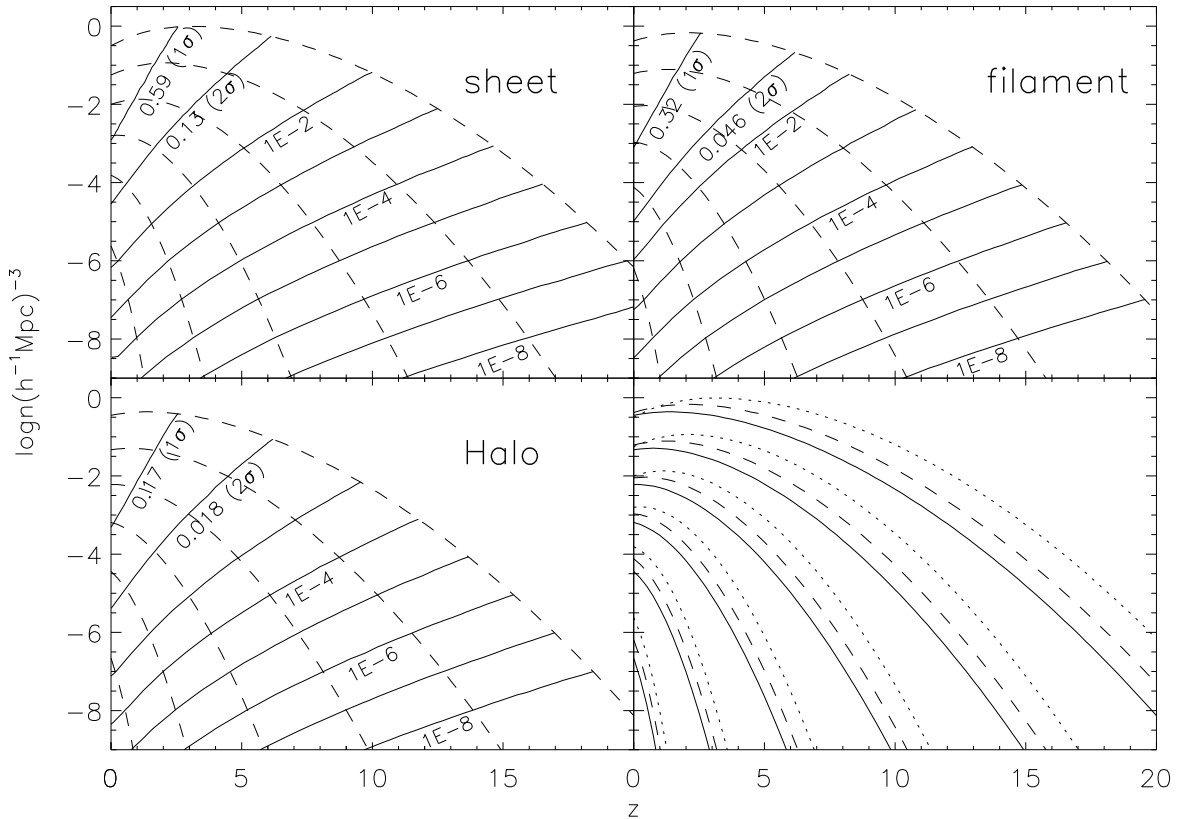 0
−2
−4
−6
−8
sheet
0.59 (1σ)
0.13 (2σ)
1E−2
1E−4
1E−6
1E−8
filament
0.32 (1σ)
0.046 (2σ)
1E−2
1E−4
1E−6
1E−8
logn(h⁻¹Mpc)⁻³
0
−2
−4
−6
−8
Halo
0.117 (1σ)
0.018 (2σ)
1E−4
1E−6
1E−8
0 5 10 15 0 5 10 15 20
z